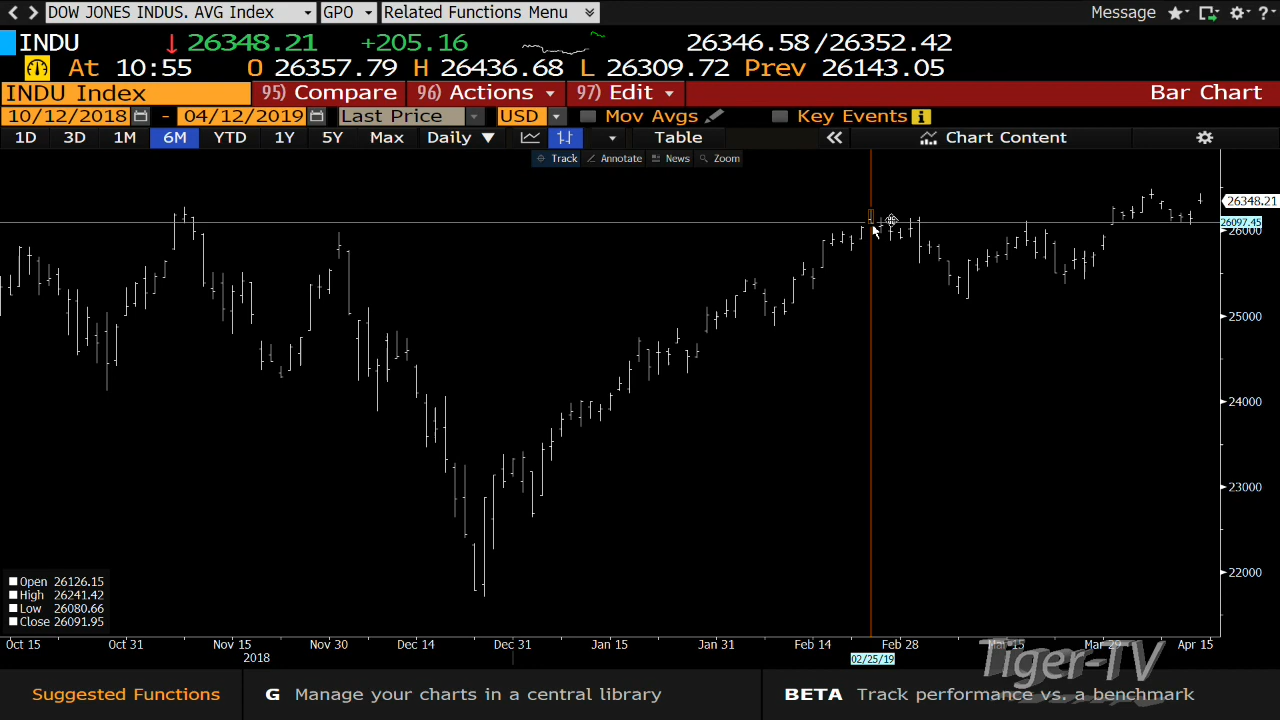 DOW JONES INDUS. AVG Index GPO Related Functions Menu Message ?
INDU ↓ 26348.21 +205.16 26346.58/26352.42
At 10:55 O 26357.79 H 26436.68 L 26309.72 Prev 26143.05
INDU Index 95) Compare 96) Actions 97) Edit Bar Chart
10/12/2018 - 04/12/2019 Last Price USD Mov Avgs Key Events i
1D 3D 1M 6M YTD 1Y 5Y Max Daily ▼ Table « Chart Content
Track Annotate News Zoom
26348.21
26097.45
26000
25000
24000
23000
22000
Open 26126.15
High 26241.42
Low 26080.66
Close 26091.95
Oct 15 Oct 31 Nov 15 Nov 30 Dec 14 Dec 31 Jan 15 Jan 31 Feb 14 Feb 28 Mar 15 Mar 29 Apr 15
2018 02/25/19
Tiger-TV
Suggested Functions G Manage your charts in a central library BETA Track performance vs. a benchmark